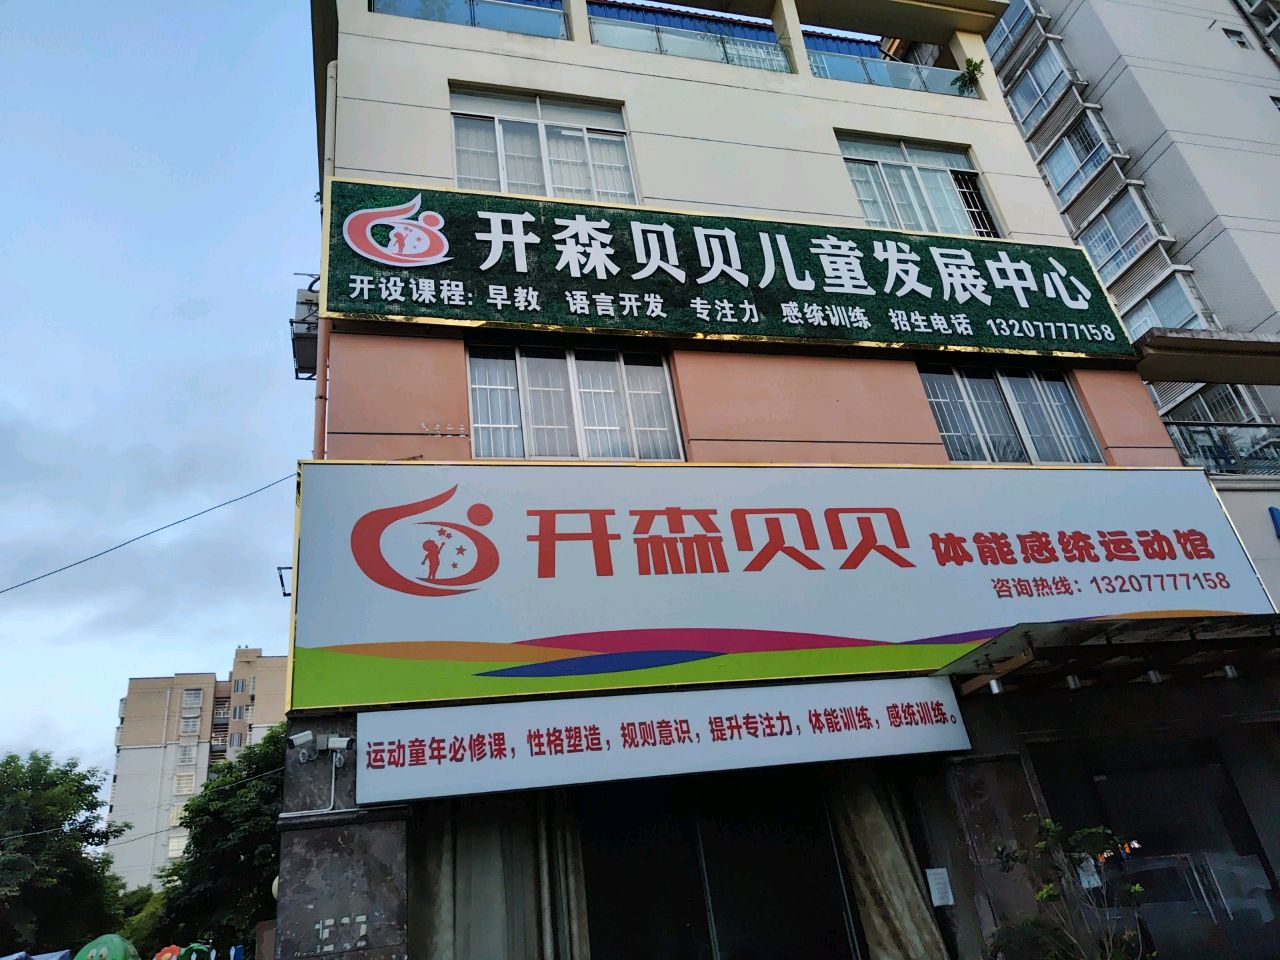 开森贝贝儿童发展中心
开设课程: 早教 语言开发 专注力 感统训练 招生电话 13207777158
开森贝贝 体能感统运动馆
咨询热线: 13207777158
运动童年必修课，性格塑造，规则意识，提升专注力，体能训练，感统训练。